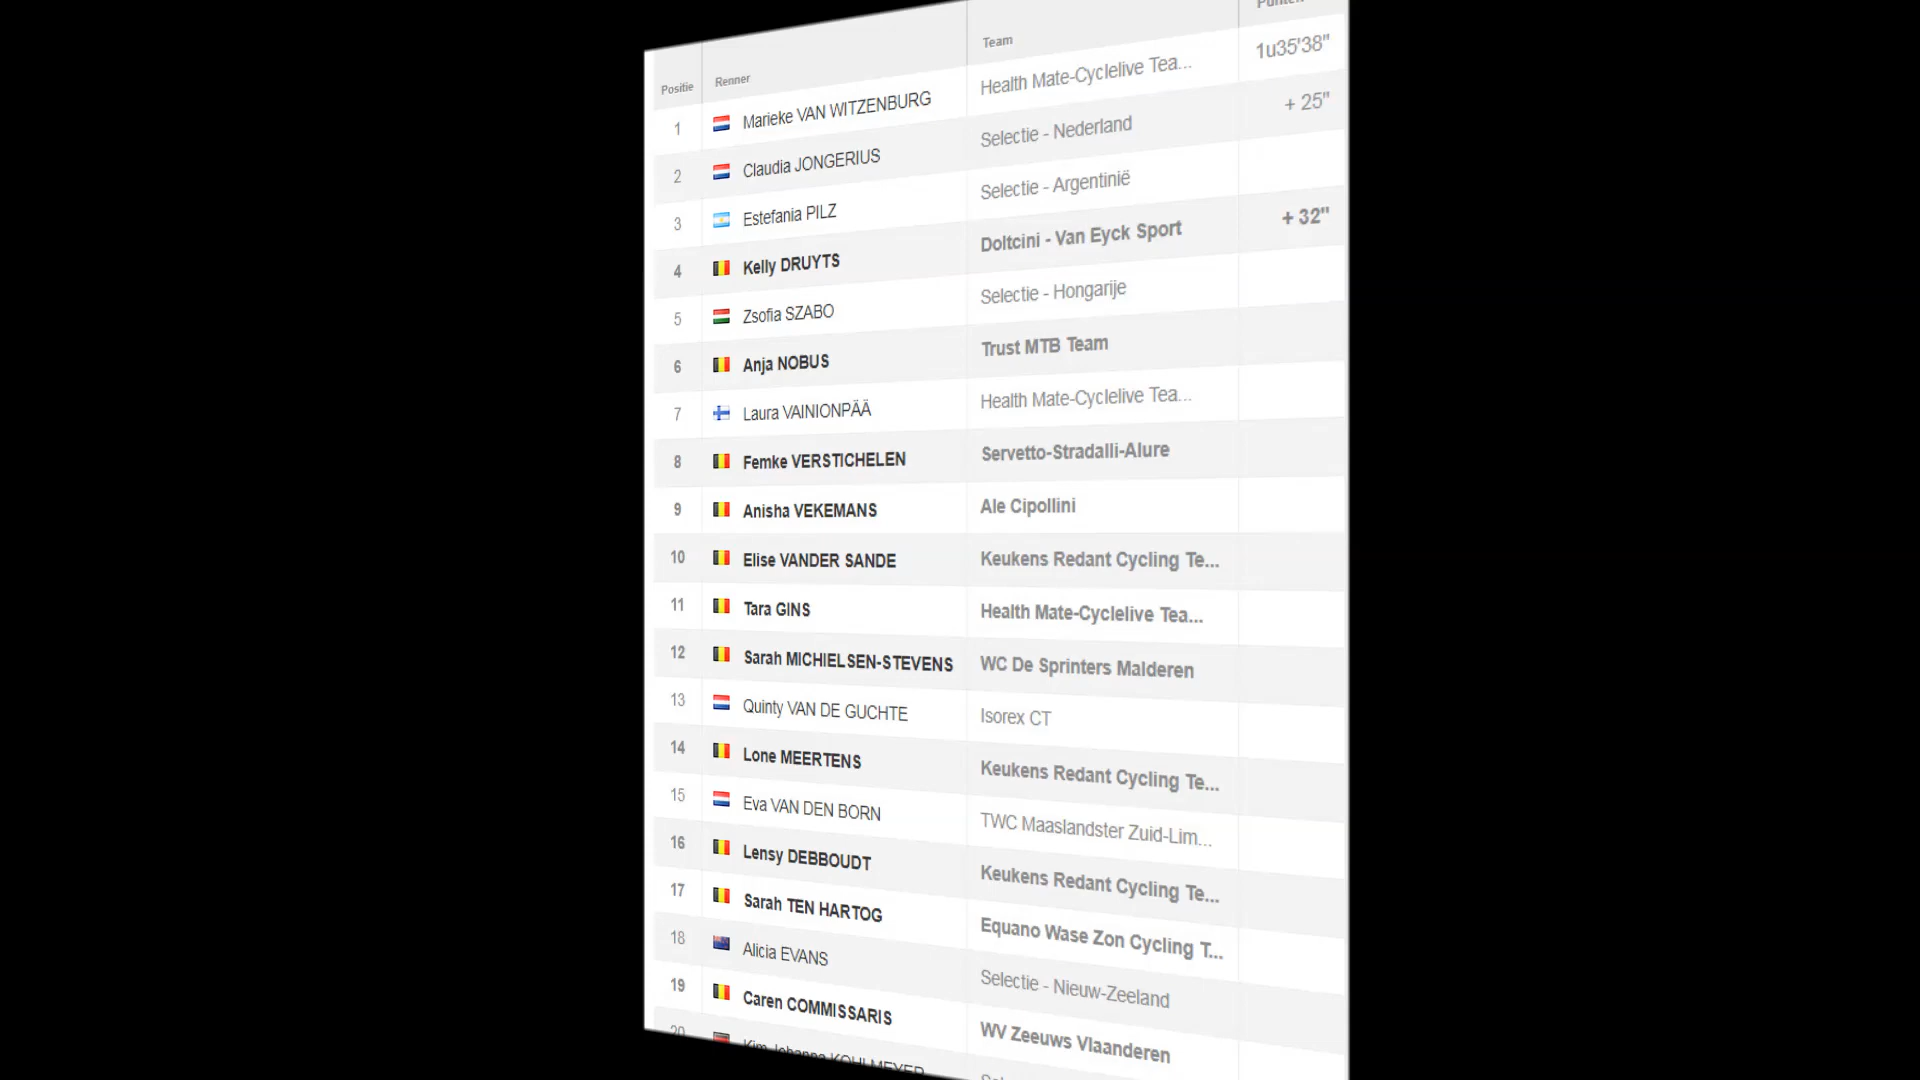 Positie Renner Team
1 Marieke VAN WITZENBURG Health Mate-Cyclelive Tea... 1u35'38"
2 Claudia JONGERIUS Selectie - Nederland + 25"
3 Estefania PILZ Selectie - Argentinië
4 Kelly DRUYTS Doltcini - Van Eyck Sport + 32"
5 Zsofia SZABO Selectie - Hongarije
6 Anja NOBUS Trust MTB Team
7 Laura VAINIONPÄÄ Health Mate-Cyclelive Tea...
8 Femke VERSTICHELEN Servetto-Stradalli-Alure
9 Anisha VEKEMANS Ale Cipollini
10 Elise VANDER SANDE Keukens Redant Cycling Te...
11 Tara GINS Health Mate-Cyclelive Tea...
12 Sarah MICHIELSEN-STEVENS WC De Sprinters Malderen
13 Quinty VAN DE GUCHTE Isorex CT
14 Lone MEERTENS Keukens Redant Cycling Te...
15 Eva VAN DEN BORN TWC Maaslandster Zuid-Lim...
16 Lensy DEBBOUDT Keukens Redant Cycling Te...
17 Sarah TEN HARTOG Equano Wase Zon Cycling T...
18 Alicia EVANS Selectie - Nieuw-Zeeland
19 Caren COMMISSARIS WV Zeeuws Vlaanderen
20 Kim Johanna KOHLMEYER